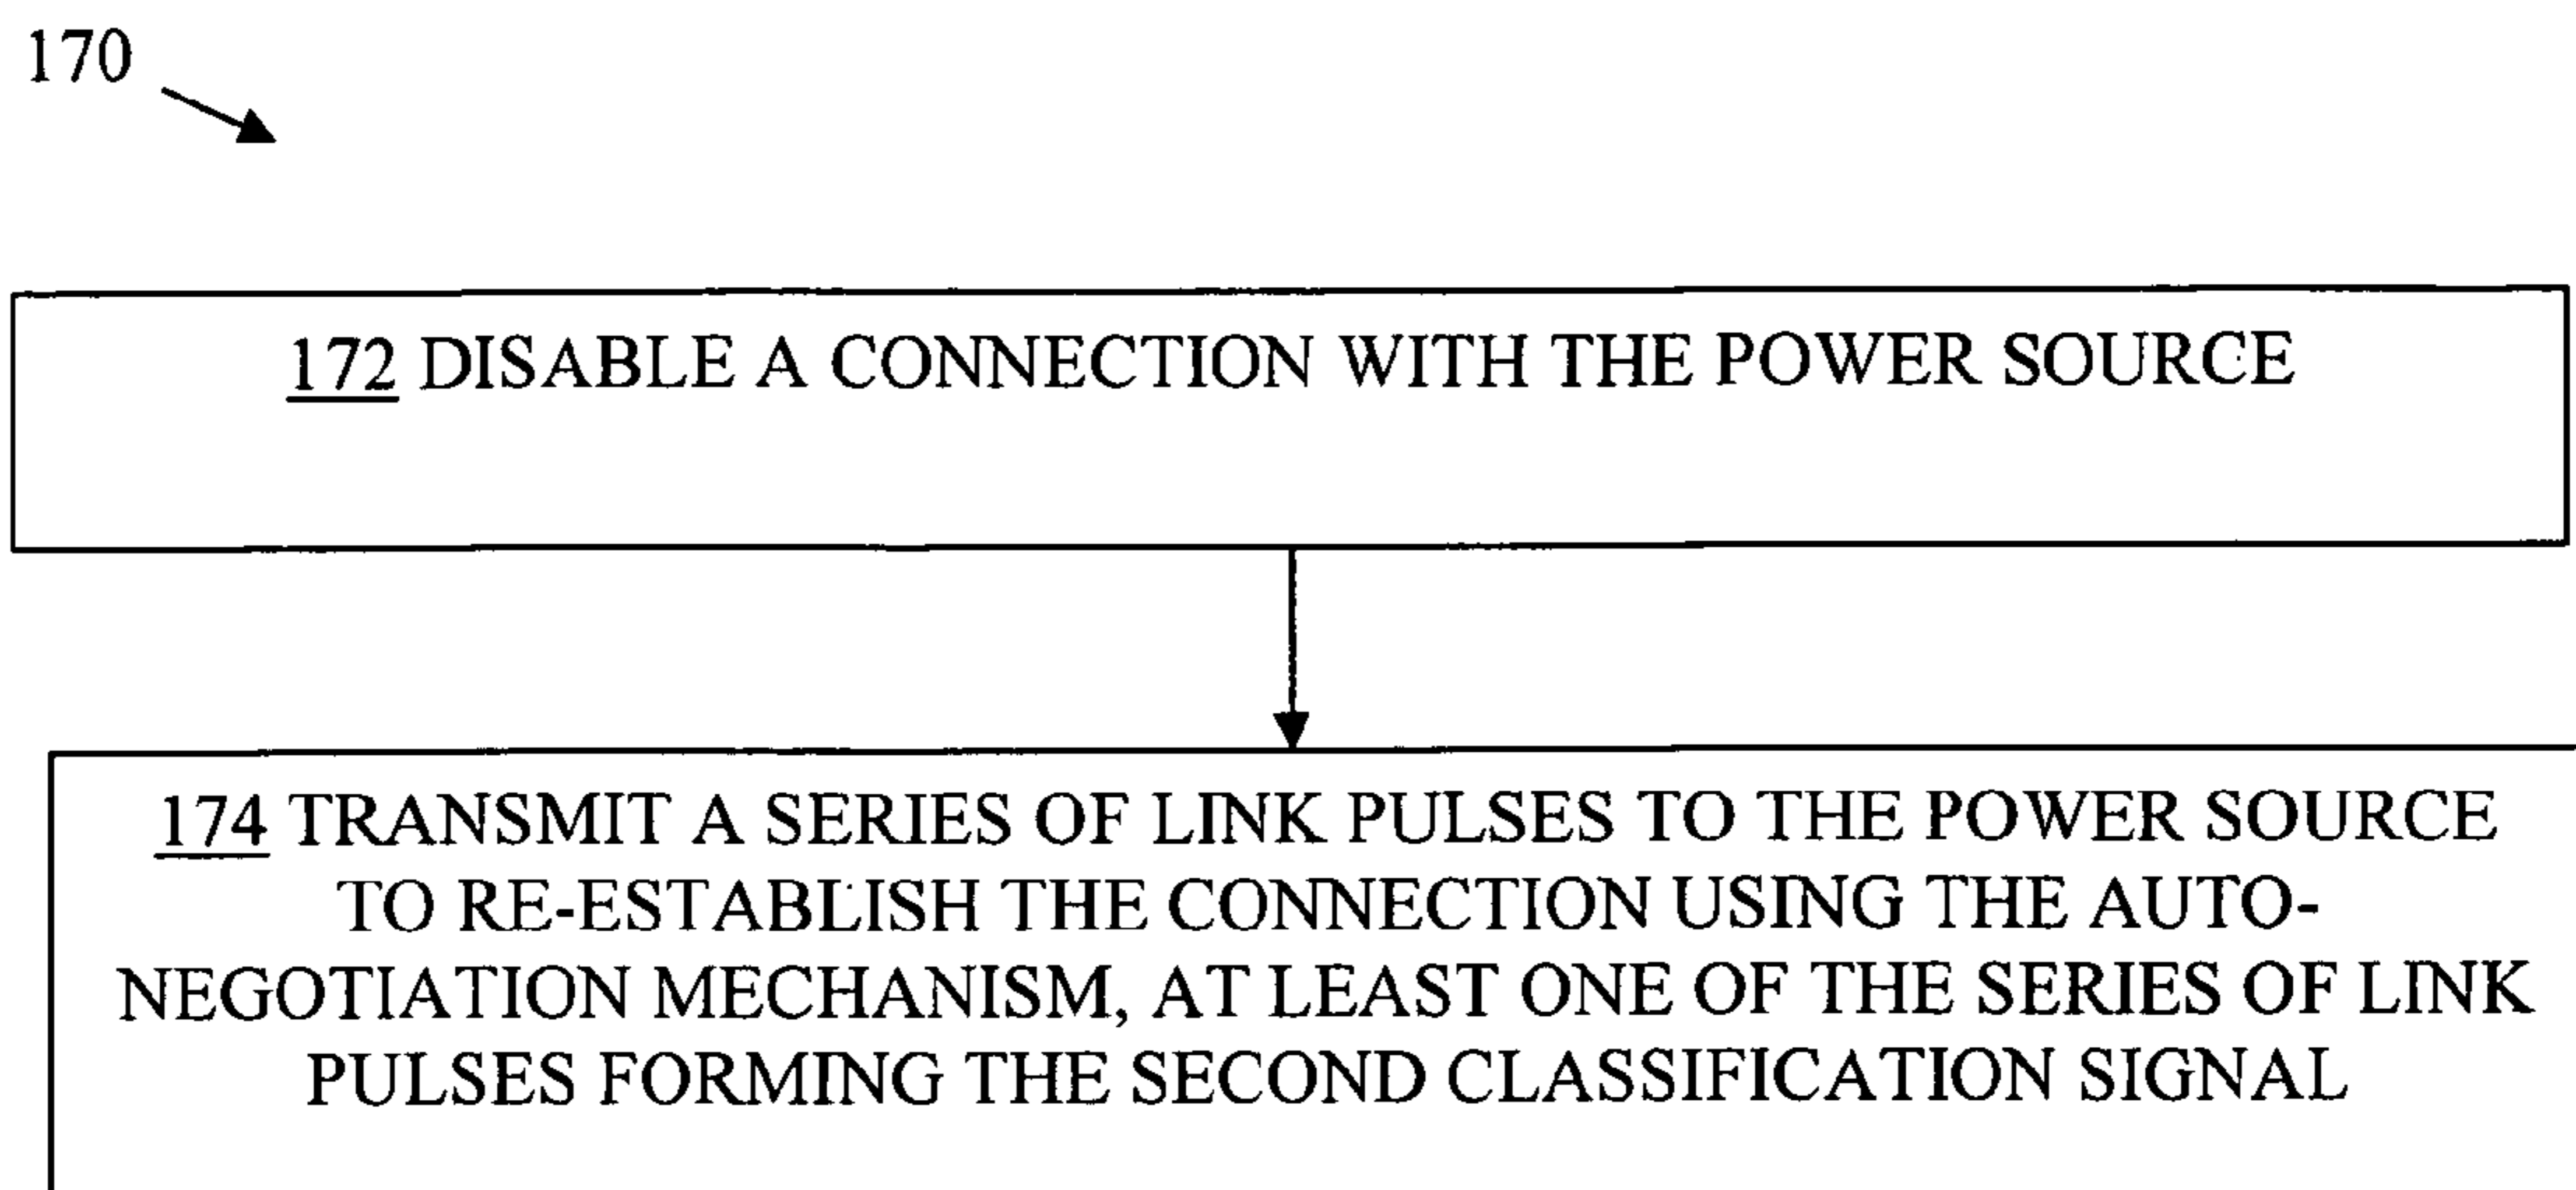 170
172 DISABLE A CONNECTION WITH THE POWER SOURCE
174 TRANSMIT A SERIES OF LINK PULSES TO THE POWER SOURCE
TO RE-ESTABLISH THE CONNECTION USING THE AUTO-
NEGOTIATION MECHANISM, AT LEAST ONE OF THE SERIES OF LINK
PULSES FORMING THE SECOND CLASSIFICATION SIGNAL